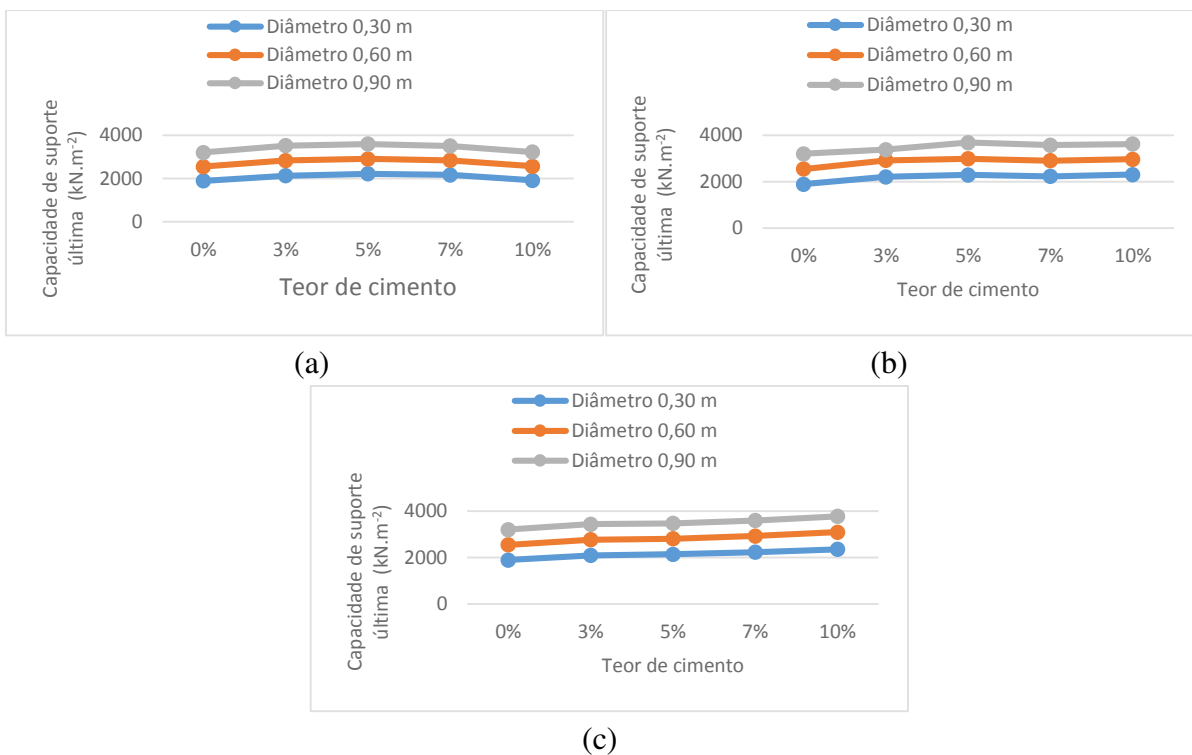 Diâmetro 0,30 m
Diâmetro 0,60 m
Diâmetro 0,90 m
Capacidade de suporte
última (kN.m⁻²)
4000
2000
0
0% 3% 5% 7% 10%
Teor de cimento
(a)
Diâmetro 0,30 m
Diâmetro 0,60 m
Diâmetro 0,90 m
Capacidade de suporte
última (kN.m⁻²)
4000
2000
0
0% 3% 5% 7% 10%
Teor de cimento
(b)
Diâmetro 0,30 m
Diâmetro 0,60 m
Diâmetro 0,90 m
Capacidade de suporte
última (kN.m⁻²)
4000
2000
0
0% 3% 5% 7% 10%
Teor de cimento
(c)